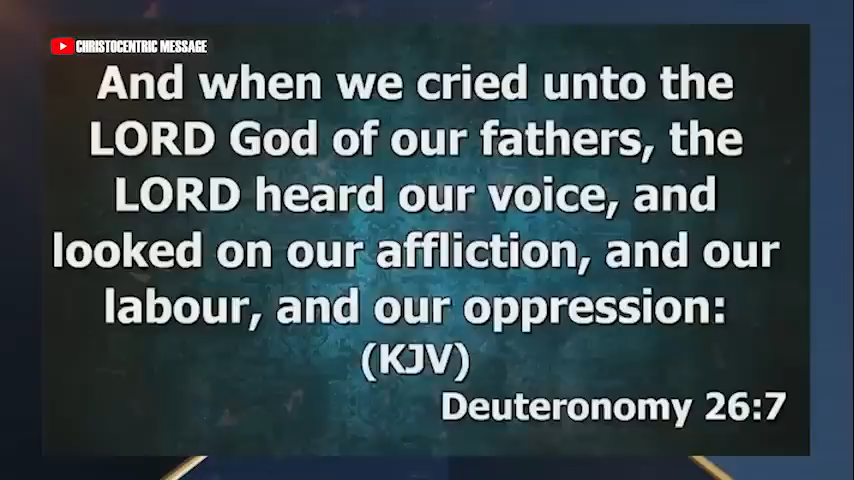 CHRISTOCENTRIC MESSAGE
And when we cried unto the
LORD God of our fathers, the
LORD heard our voice, and
looked on our affliction, and our
labour, and our oppression:
(KJV)
Deuteronomy 26:7